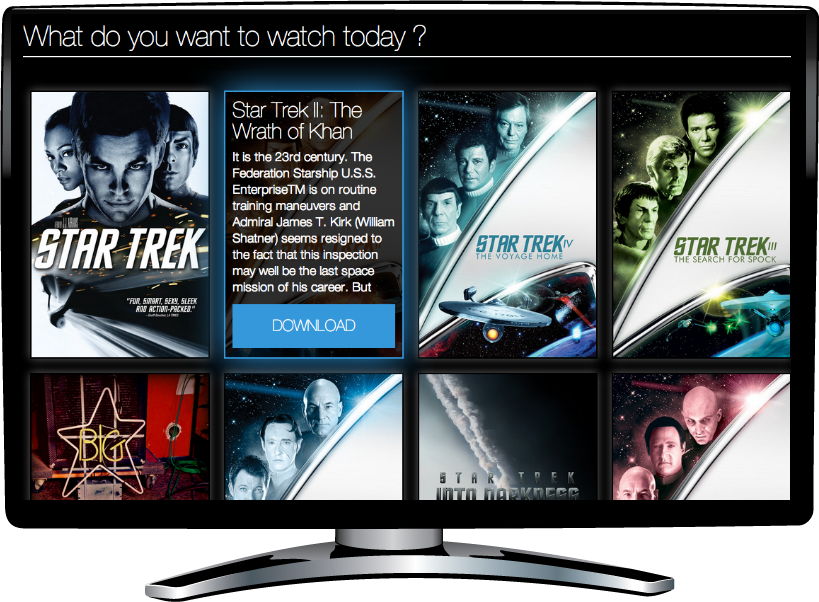 What do you want to watch today ?
STAR TREK
"FUN, SMART, SEXY, SLEEK
AND ACTION-PACKED."
Star Trek II: The
Wrath of Khan
It is the 23rd century. The
Federation Starship U.S.S.
EnterpriseTM is on routine
training maneuvers and
Admiral James T. Kirk (William
Shatner) seems resigned to
the fact that this inspection
may well be the last space
mission of his career. But
DOWNLOAD
STAR TREK IV
THE VOYAGE HOME
STAR TREK III
THE SEARCH FOR SPOCK
BIG
STAR TREK
INTO DARKNESS